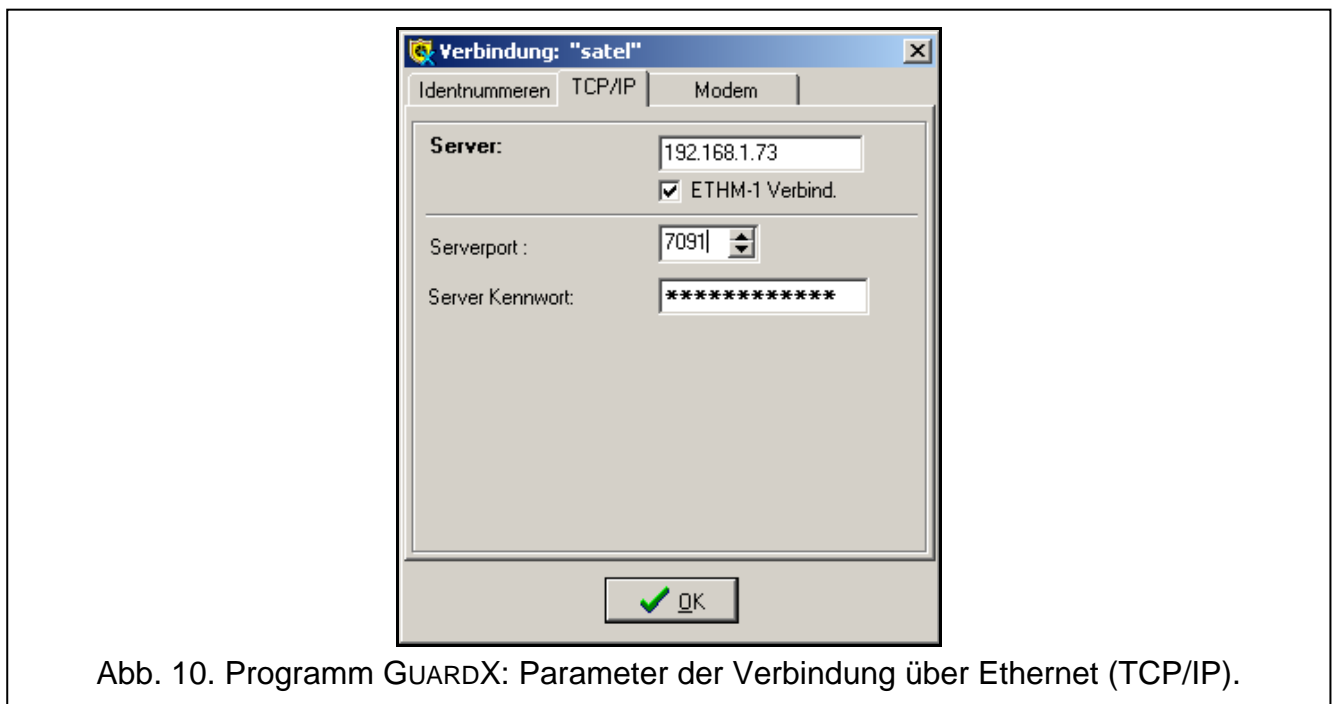 Verbindung: "satel"
Identnummeren TCP/IP Modem
Server: 192.168.1.73
ETHM-1 Verbind.
Serverport : 7091
Server Kennwort: ************
OK
Abb. 10. Programm GUARDX: Parameter der Verbindung über Ethernet (TCP/IP).